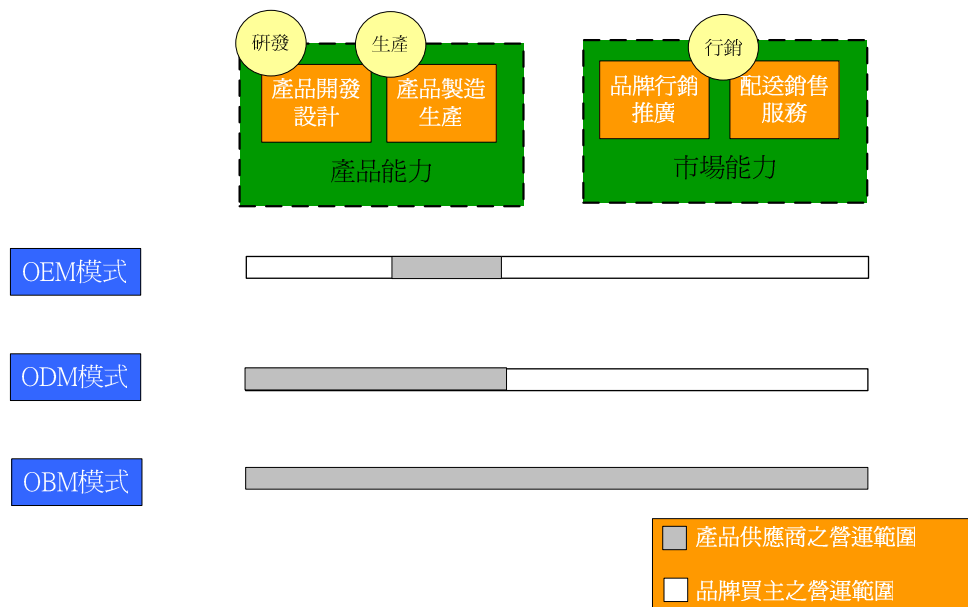 研發
生產
行銷
產品開發
設計
產品製造
生產
品牌行銷
推廣
配送銷售
服務
產品能力
市場能力
OEM模式
ODM模式
OBM模式
產品供應商之營運範圍
品牌買主之營運範圍